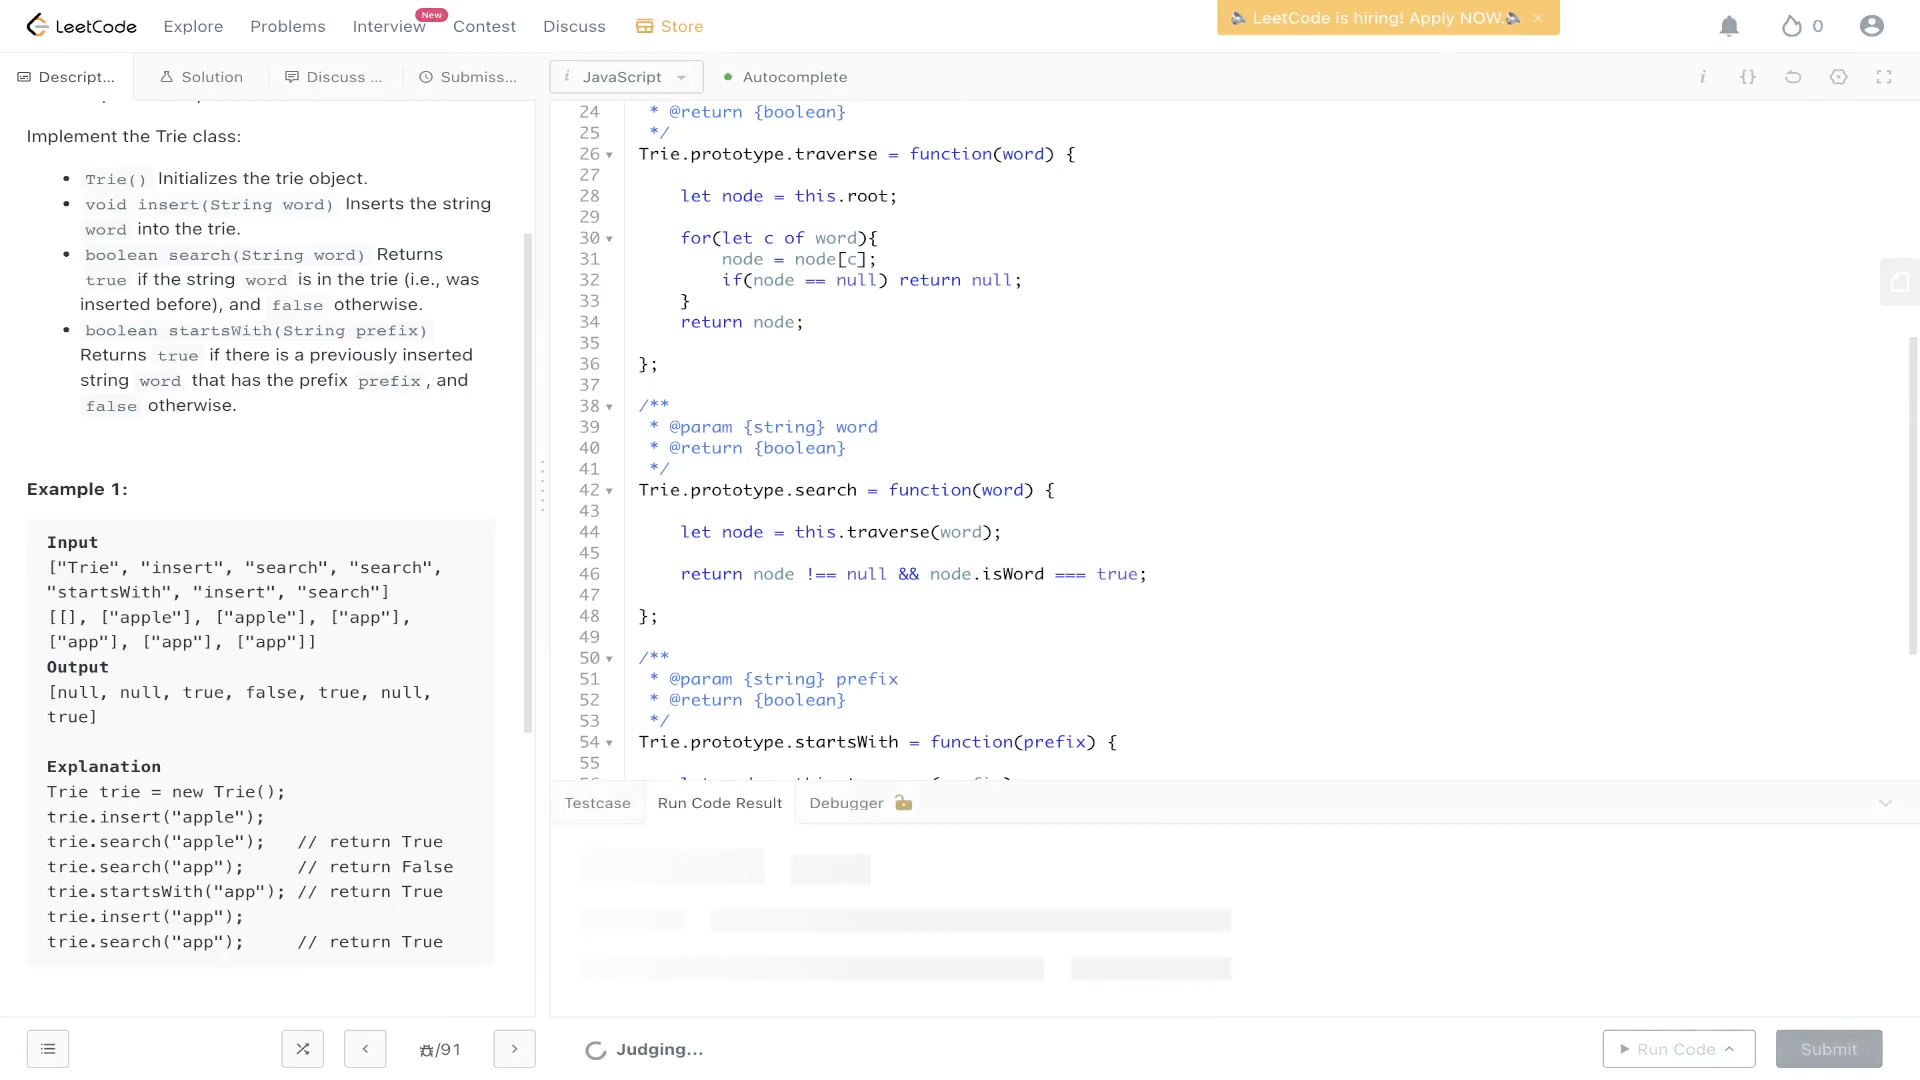 LeetCode Explore Problems Interview New Contest Discuss Store
LeetCode is hiring! Apply NOW. ×
0
Descript... Solution Discuss ... Submiss...
i JavaScript Autocomplete i {}
Implement the Trie class:
• Trie() Initializes the trie object.
• void insert(String word) Inserts the string
word into the trie.
• boolean search(String word) Returns
true if the string word is in the trie (i.e., was
inserted before), and false otherwise.
• boolean startsWith(String prefix)
Returns true if there is a previously inserted
string word that has the prefix prefix, and
false otherwise.
Example 1:
Input
["Trie", "insert", "search", "search",
"startsWith", "insert", "search"]
[[], ["apple"], ["apple"], ["app"],
["app"], ["app"], ["app"]]
Output
[null, null, true, false, true, null,
true]
Explanation
Trie trie = new Trie();
trie.insert("apple");
trie.search("apple");   // return True
trie.search("app");     // return False
trie.startsWith("app"); // return True
trie.insert("app");
trie.search("app");     // return True
24  * @return {boolean}
25  */
26 Trie.prototype.traverse = function(word) {
27
28     let node = this.root;
29
30     for(let c of word){
31         node = node[c];
32         if(node == null) return null;
33     }
34     return node;
35
36 };
37
38 /**
39  * @param {string} word
40  * @return {boolean}
41  */
42 Trie.prototype.search = function(word) {
43
44     let node = this.traverse(word);
45
46     return node !== null && node.isWord === true;
47
48 };
49
50 /**
51  * @param {string} prefix
52  * @return {boolean}
53  */
54 Trie.prototype.startsWith = function(prefix) {
55
Testcase Run Code Result Debugger
/91
Judging...
Run Code Submit